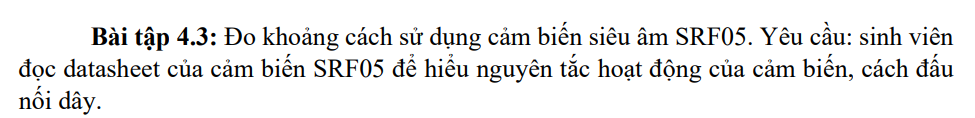 Bài tập 4.3: Đo khoảng cách sử dụng cảm biến siêu âm SRF05. Yêu cầu: sinh viên
đọc datasheet của cảm biến SRF05 để hiểu nguyên tắc hoạt động của cảm biến, cách đấu
nối dây.